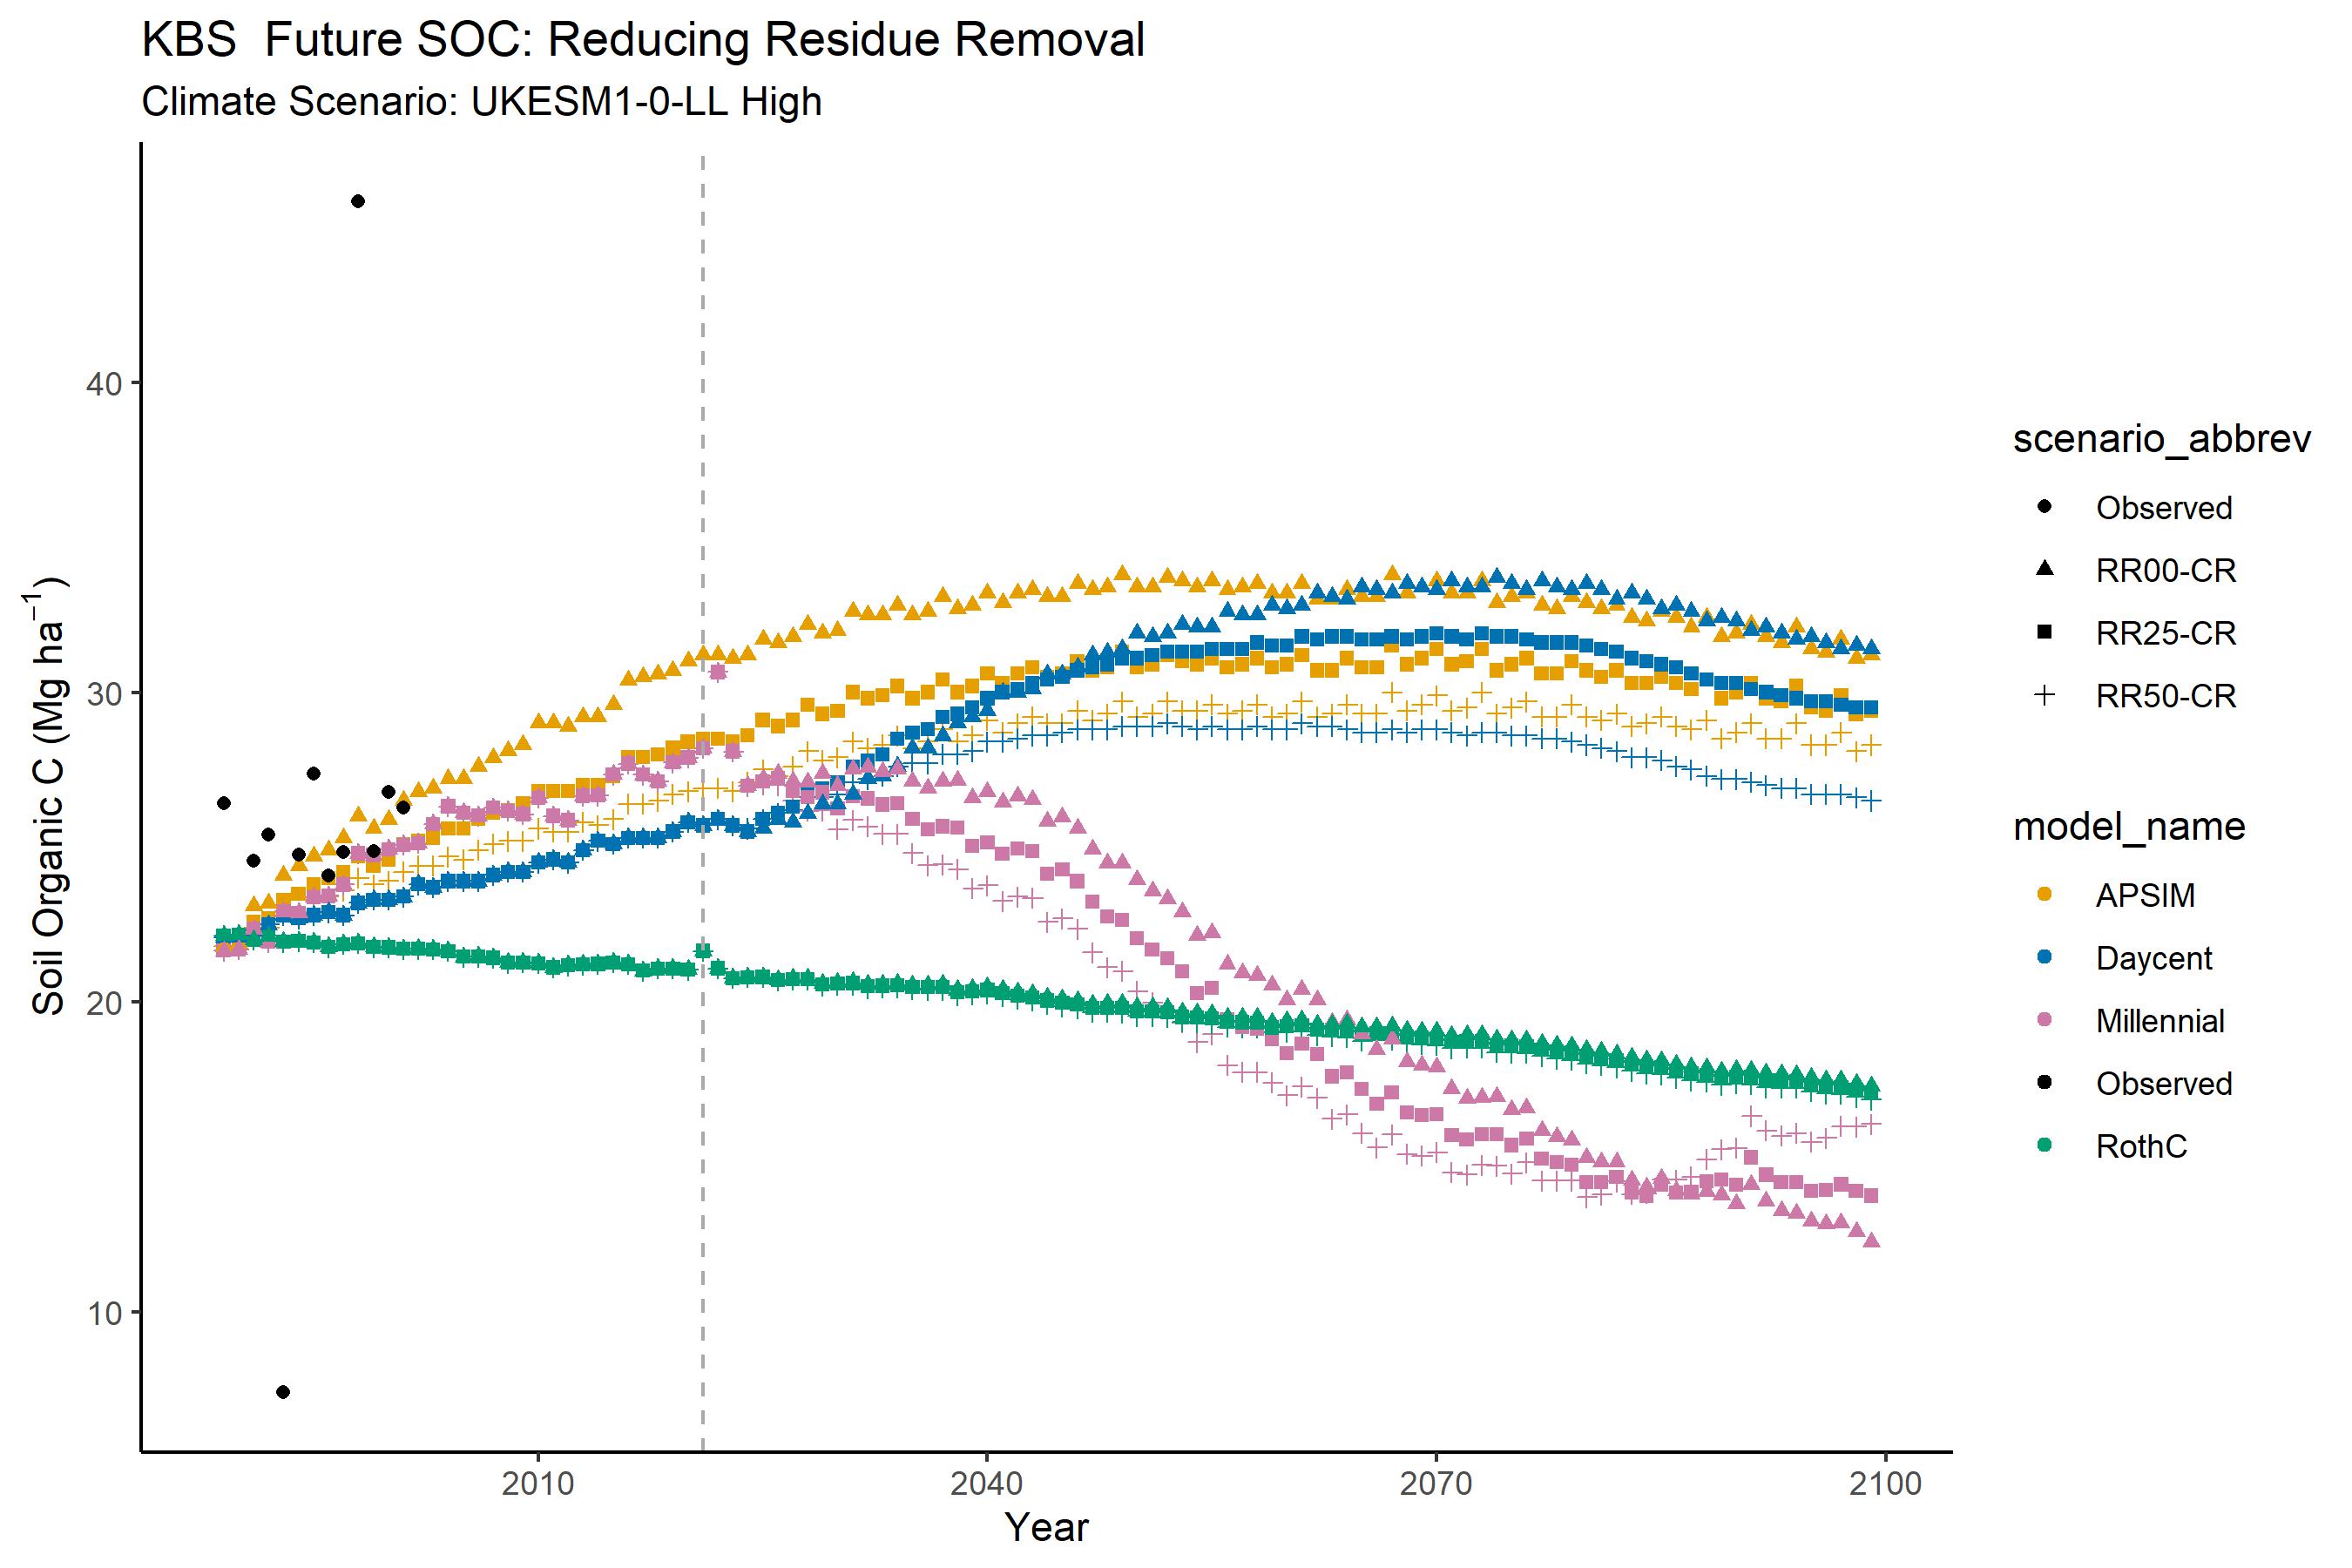 KBS  Future SOC: Reducing Residue Removal
Climate Scenario: UKESM1-0-LL High
Soil Organic C (Mg ha⁻¹)
40
30
20
10
2010 2040 2070 2100
Year
scenario_abbrev
Observed
RR00-CR
RR25-CR
RR50-CR
model_name
APSIM
Daycent
Millennial
Observed
RothC